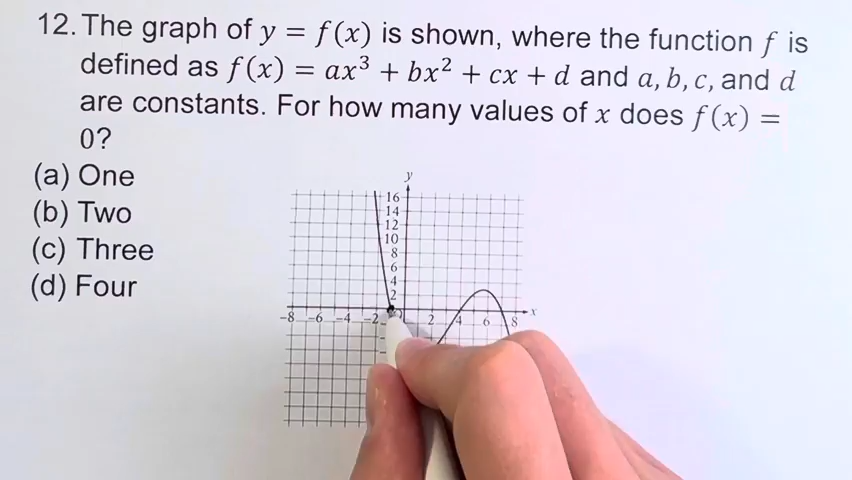 12. The graph of y = f(x) is shown, where the function f is
defined as f(x) = ax³ + bx² + cx + d and a, b, c, and d
are constants. For how many values of x does f(x) =
0?
(a) One
(b) Two
(c) Three
(d) Four
y
16
14
12
10
8
6
4
2
-8 -6 -4 -2 2 4 6 8 x